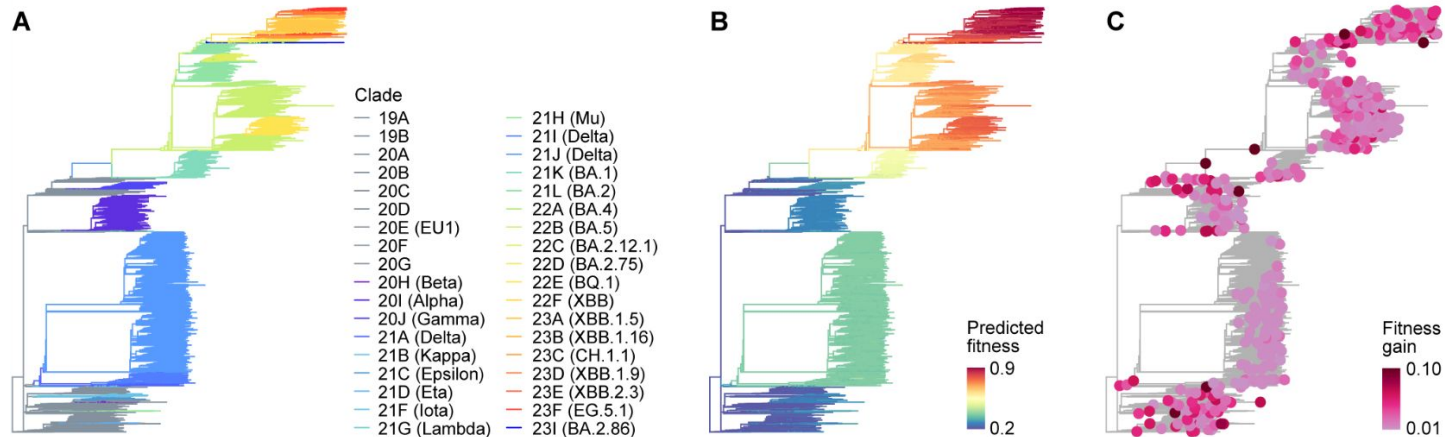 A
Clade
19A
19B
20A
20B
20C
20D
20E (EU1)
20F
20G
20H (Beta)
20I (Alpha)
20J (Gamma)
21A (Delta)
21B (Kappa)
21C (Epsilon)
21D (Eta)
21F (Iota)
21G (Lambda)
21H (Mu)
21I (Delta)
21J (Delta)
21K (BA.1)
21L (BA.2)
22A (BA.4)
22B (BA.5)
22C (BA.2.12.1)
22D (BA.2.75)
22E (BQ.1)
22F (XBB)
23A (XBB.1.5)
23B (XBB.1.16)
23C (CH.1.1)
23D (XBB.1.9)
23E (XBB.2.3)
23F (EG.5.1)
23I (BA.2.86)
B
Predicted
fitness
0.9
0.2
C
Fitness
gain
0.10
0.01